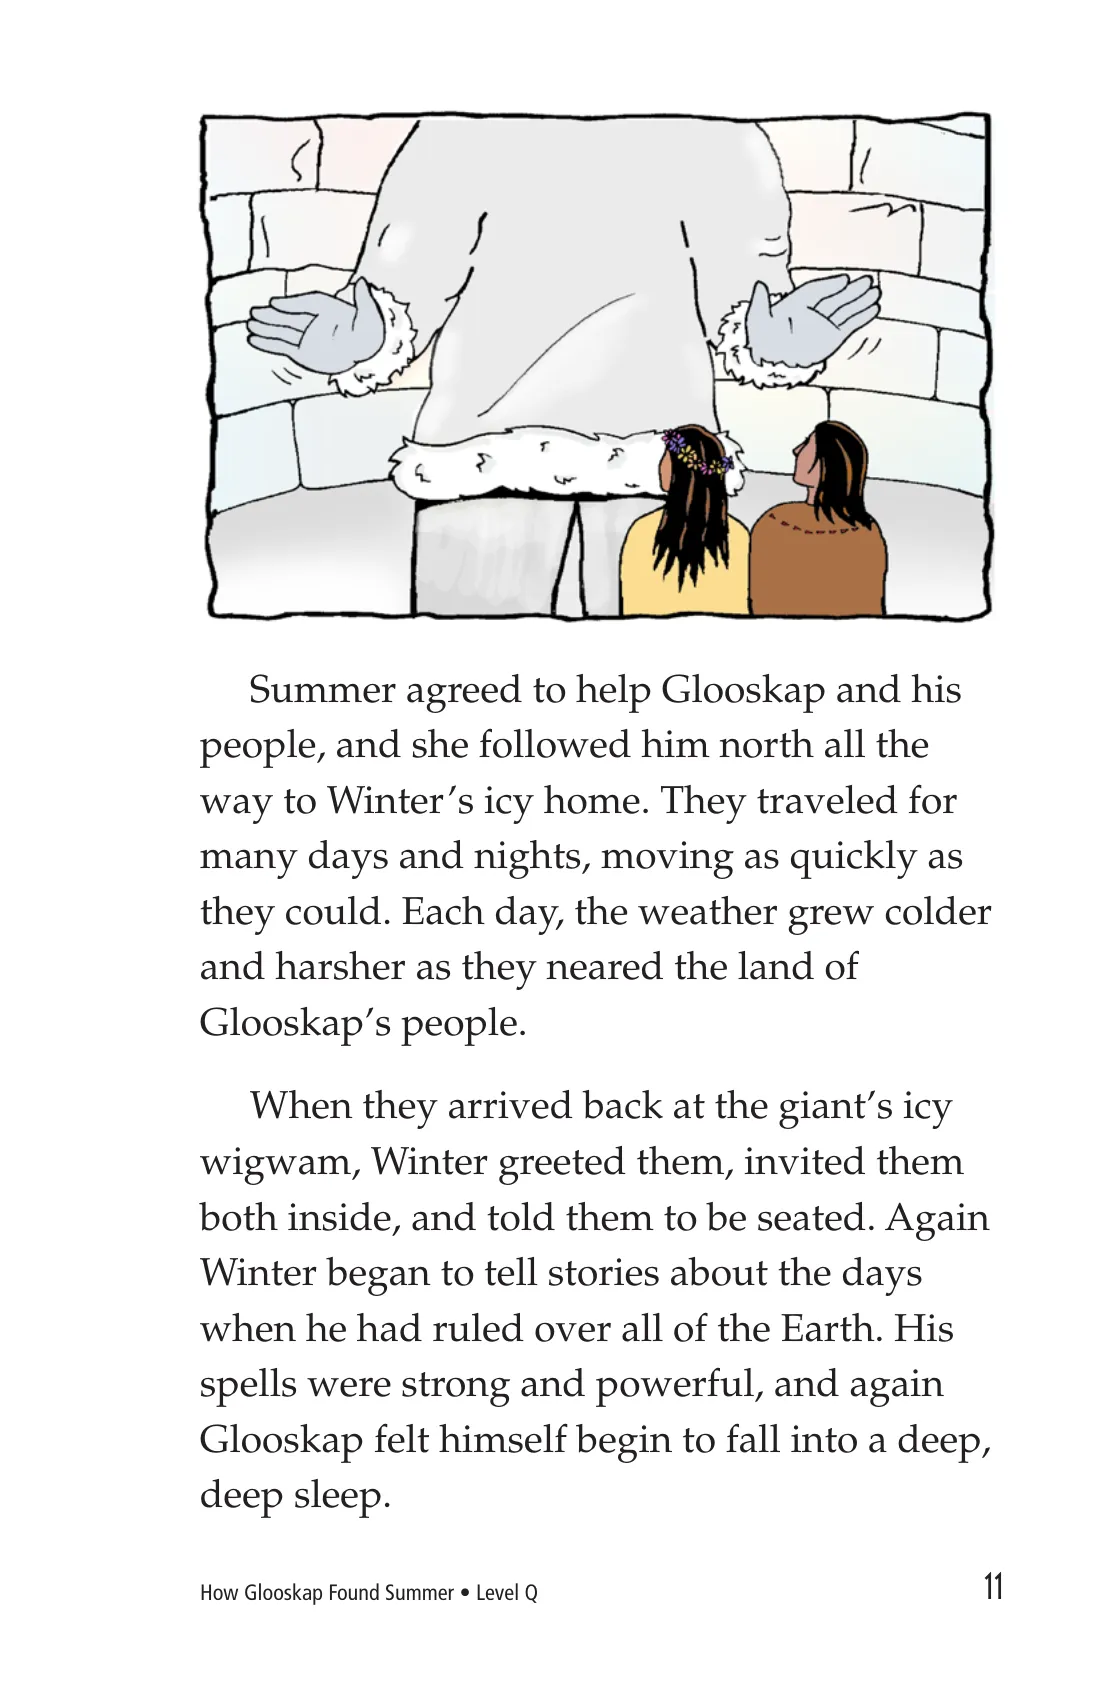 Summer agreed to help Glooskap and his
people, and she followed him north all the
way to Winter’s icy home. They traveled for
many days and nights, moving as quickly as
they could. Each day, the weather grew colder
and harsher as they neared the land of
Glooskap’s people.
When they arrived back at the giant’s icy
wigwam, Winter greeted them, invited them
both inside, and told them to be seated. Again
Winter began to tell stories about the days
when he had ruled over all of the Earth. His
spells were strong and powerful, and again
Glooskap felt himself begin to fall into a deep,
deep sleep.
How Glooskap Found Summer • Level Q
11